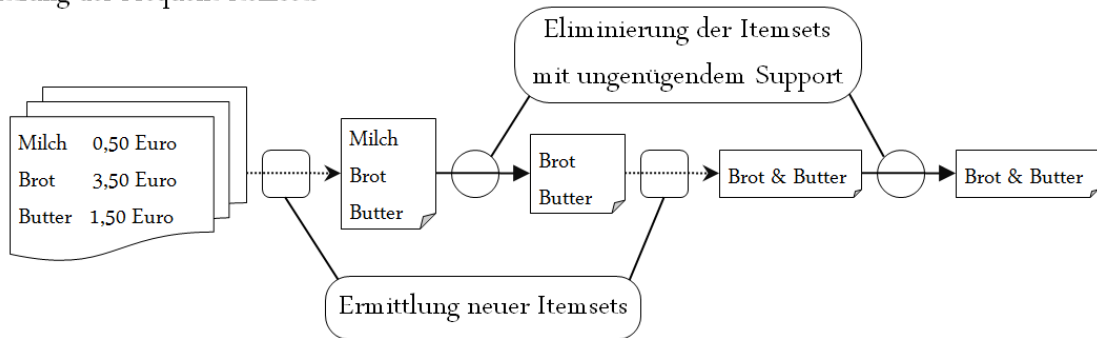 Eliminierung der Itemsets
mit ungenügendem Support
Milch 0,50 Euro
Brot 3,50 Euro
Butter 1,50 Euro
Milch
Brot
Butter
Brot
Butter
Brot & Butter
Brot & Butter
Ermittlung neuer Itemsets